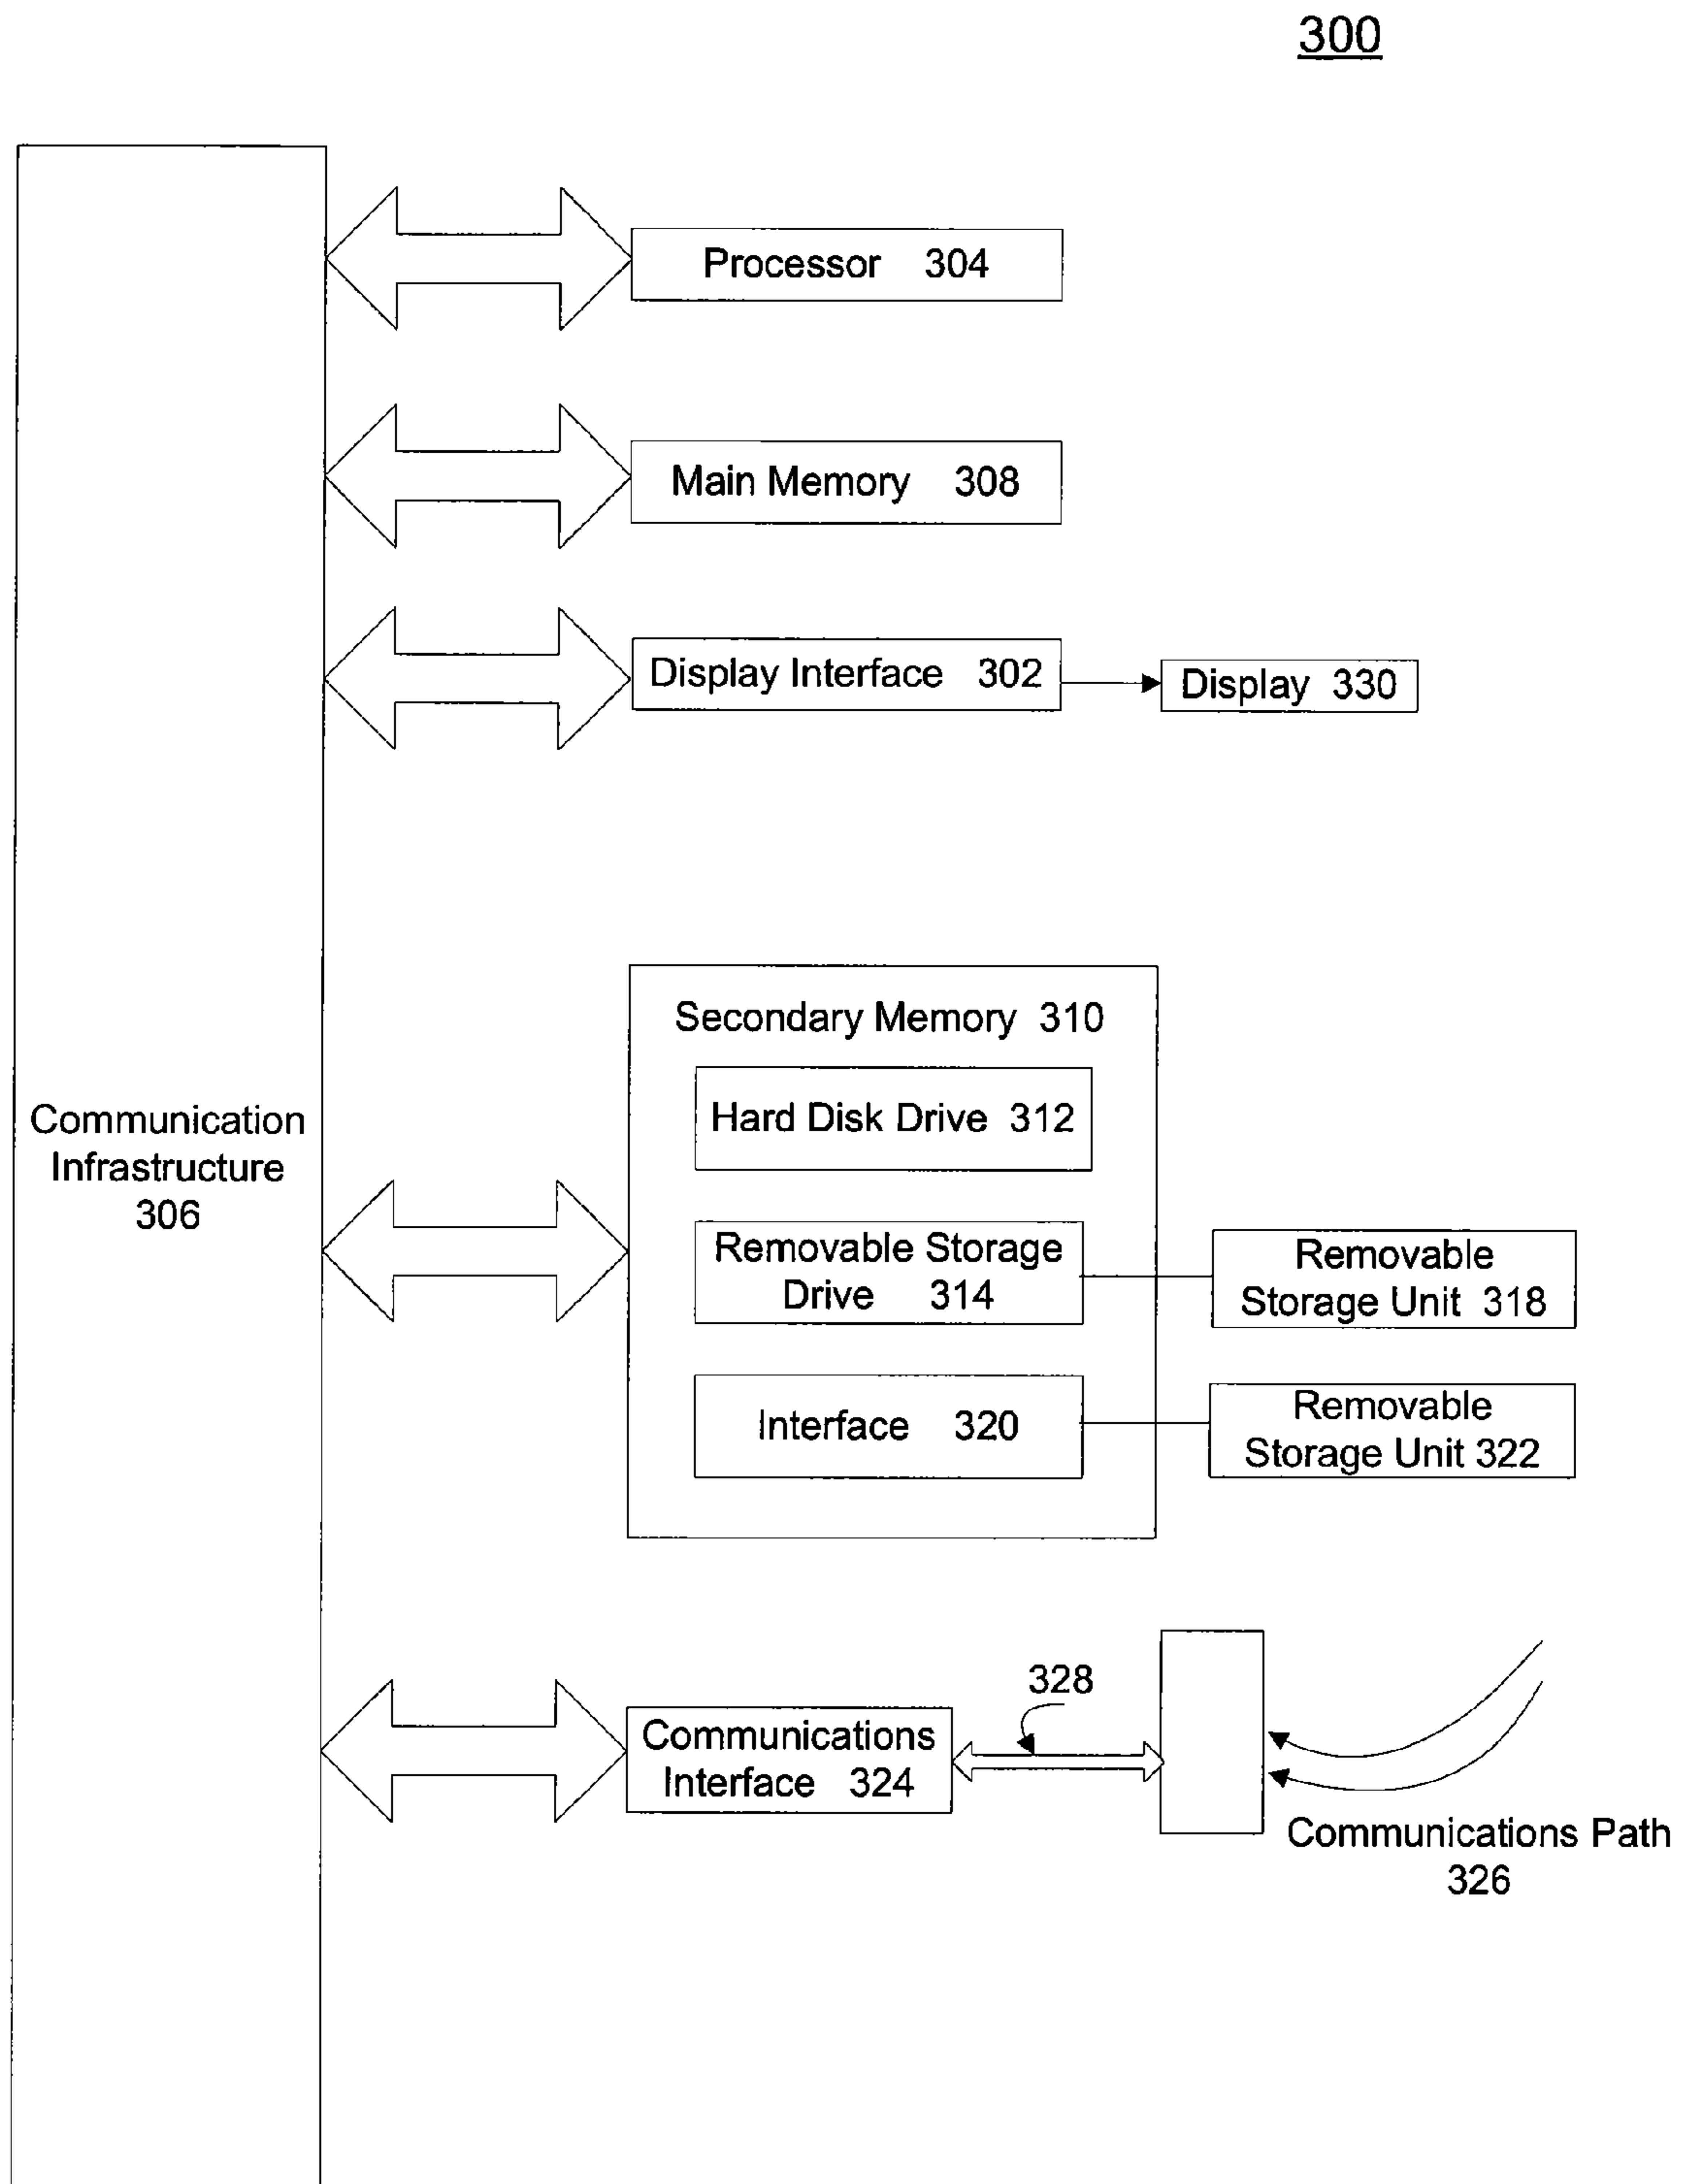 300
Processor 304
Main Memory 308
Display Interface 302
Display 330
Secondary Memory 310
Hard Disk Drive 312
Communication
Infrastructure
306
Removable Storage
Drive 314
Removable
Storage Unit 318
Interface 320
Removable
Storage Unit 322
328
Communications
Interface 324
Communications Path
326